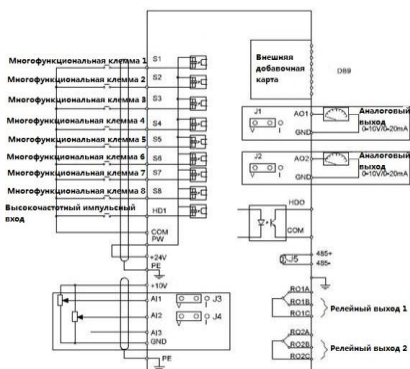 Многофункциональная клемма 1
S1
Многофункциональная клемма 2
S2
Многофункциональная клемма 3
S3
Многофункциональная клемма 4
S4
Многофункциональная клемма 5
S5
Многофункциональная клемма 6
S6
Многофункциональная клемма 7
S7
Многофункциональная клемма 8
S8
Высокочастотный импульсный
вход
HD1
COM
PW
+24V
PE
+10V
AI1
J3
V
I
AI2
J4
V
I
AI3
GND
PE
Внешняя
добавочная
карта
DB9
J1
V
I
AO1
GND
Аналоговый
выход
0-10V/0-20mA
J2
V
I
AO2
GND
Аналоговый
выход
0-10V/0-20mA
HDO
COM
J5
485+
485-
RO1A
RO1B
RO1C
Релейный выход 1
RO2A
RO2B
RO2C
Релейный выход 2